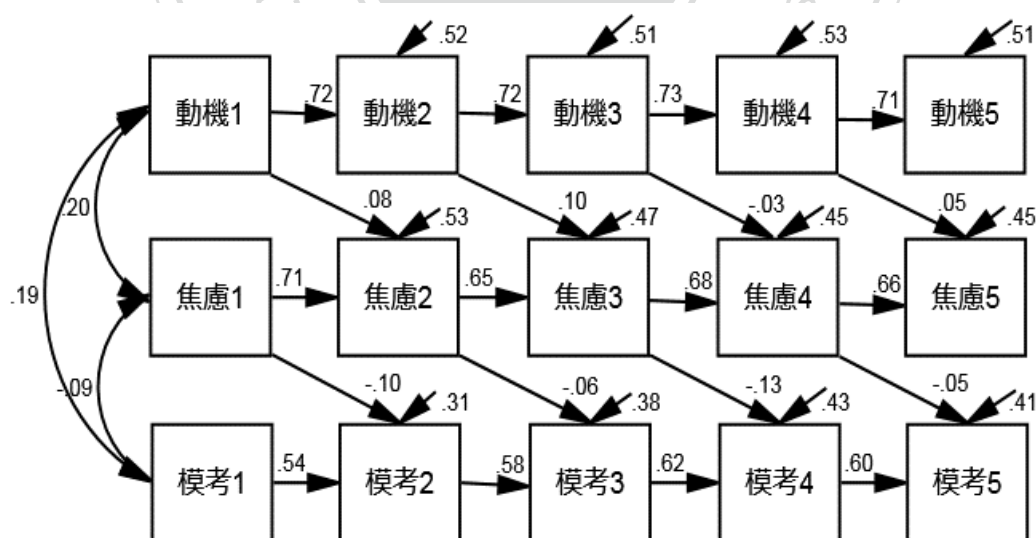 .52 .51 .53 .51
動機1 .72 動機2 .72 動機3 .73 動機4 .71 動機5
.20 .08 .53 .10 .47 -.03 .45 .05 .45
.19 焦慮1 .71 焦慮2 .65 焦慮3 .68 焦慮4 .66 焦慮5
-.09 -.10 .31 -.06 .38 -.13 .43 -.05 .41
模考1 .54 模考2 .58 模考3 .62 模考4 .60 模考5